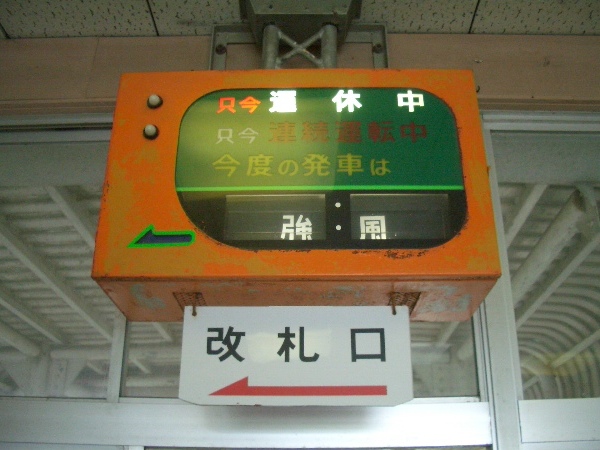 只今 運休中
只今 連続運転中
今度の発車は
強:風
改札口